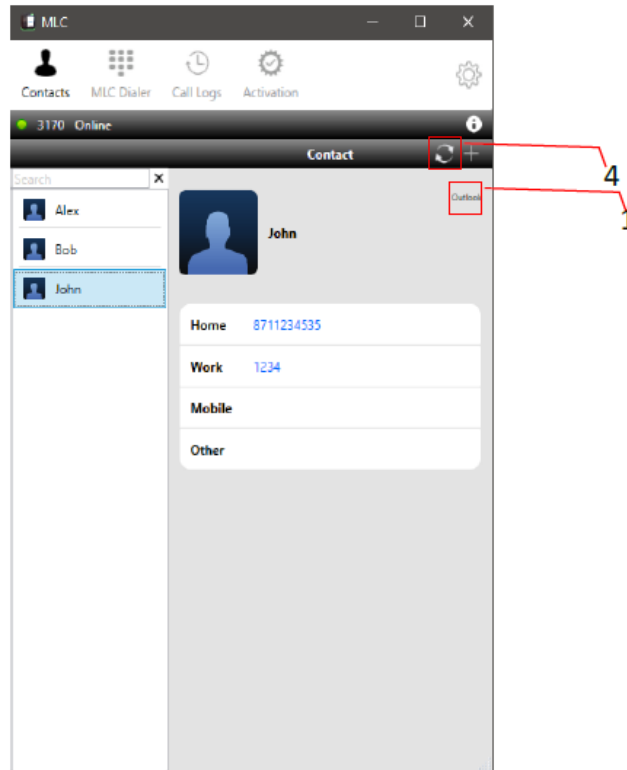 MLC
Contacts MLC Dialer Call Logs Activation
3170 Online
Contact
4
Search X
Outlook
1
Alex
John
Bob
John
Home 8711234535
Work 1234
Mobile
Other